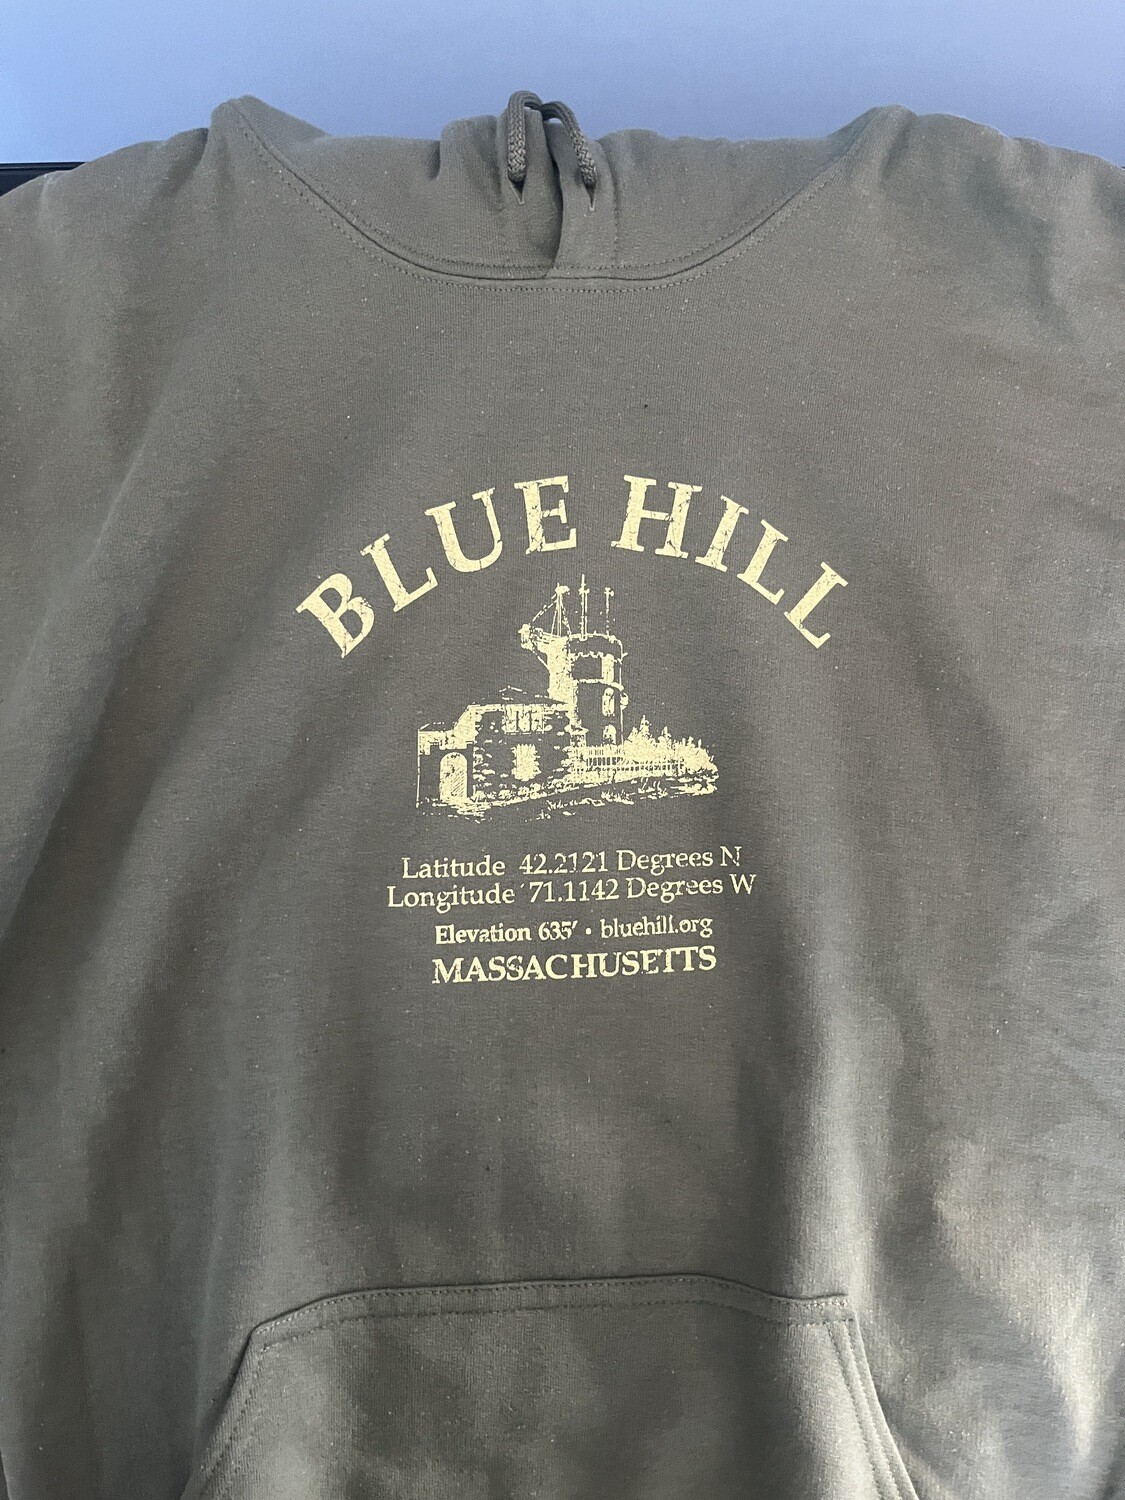 BLUE HILL
Latitude 42.2121 Degrees N
Longitude 71.1142 Degrees W
Elevation 635' • bluehill.org
MASSACHUSETTS